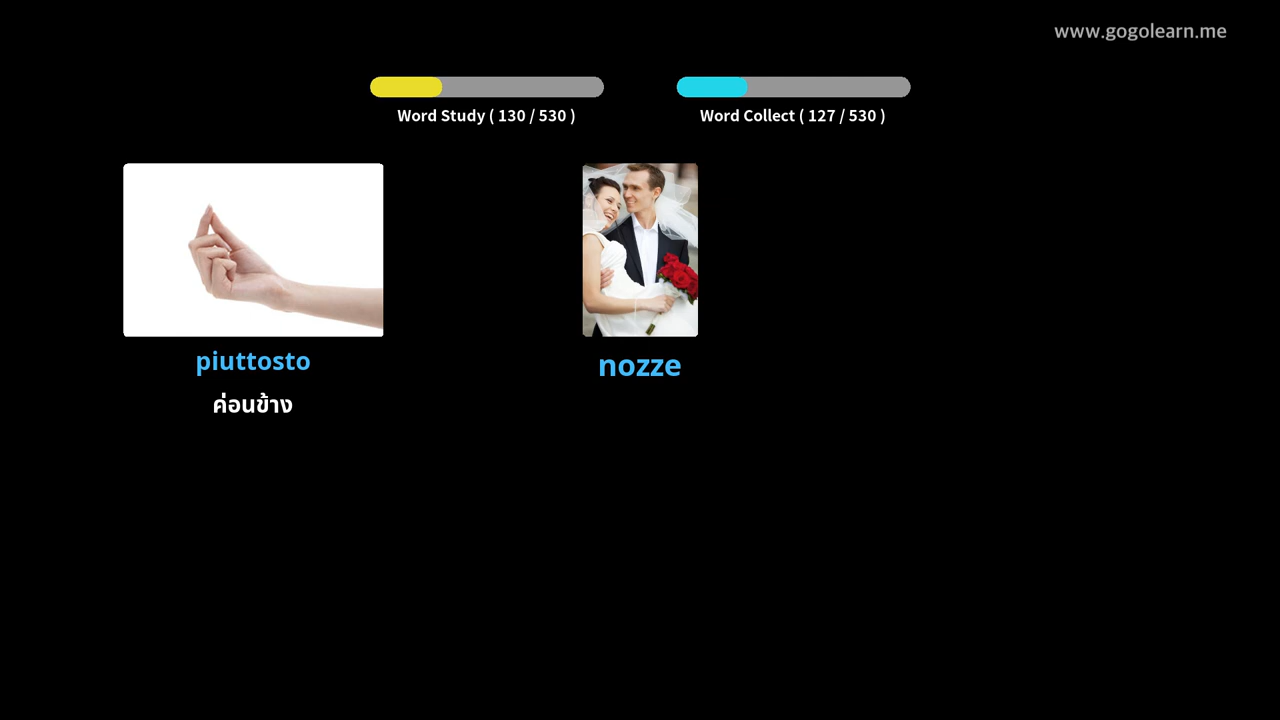 www.gogolearn.me
Word Study ( 130 / 530 )
Word Collect ( 127 / 530 )
piuttosto
ค่อนข้าง
nozze